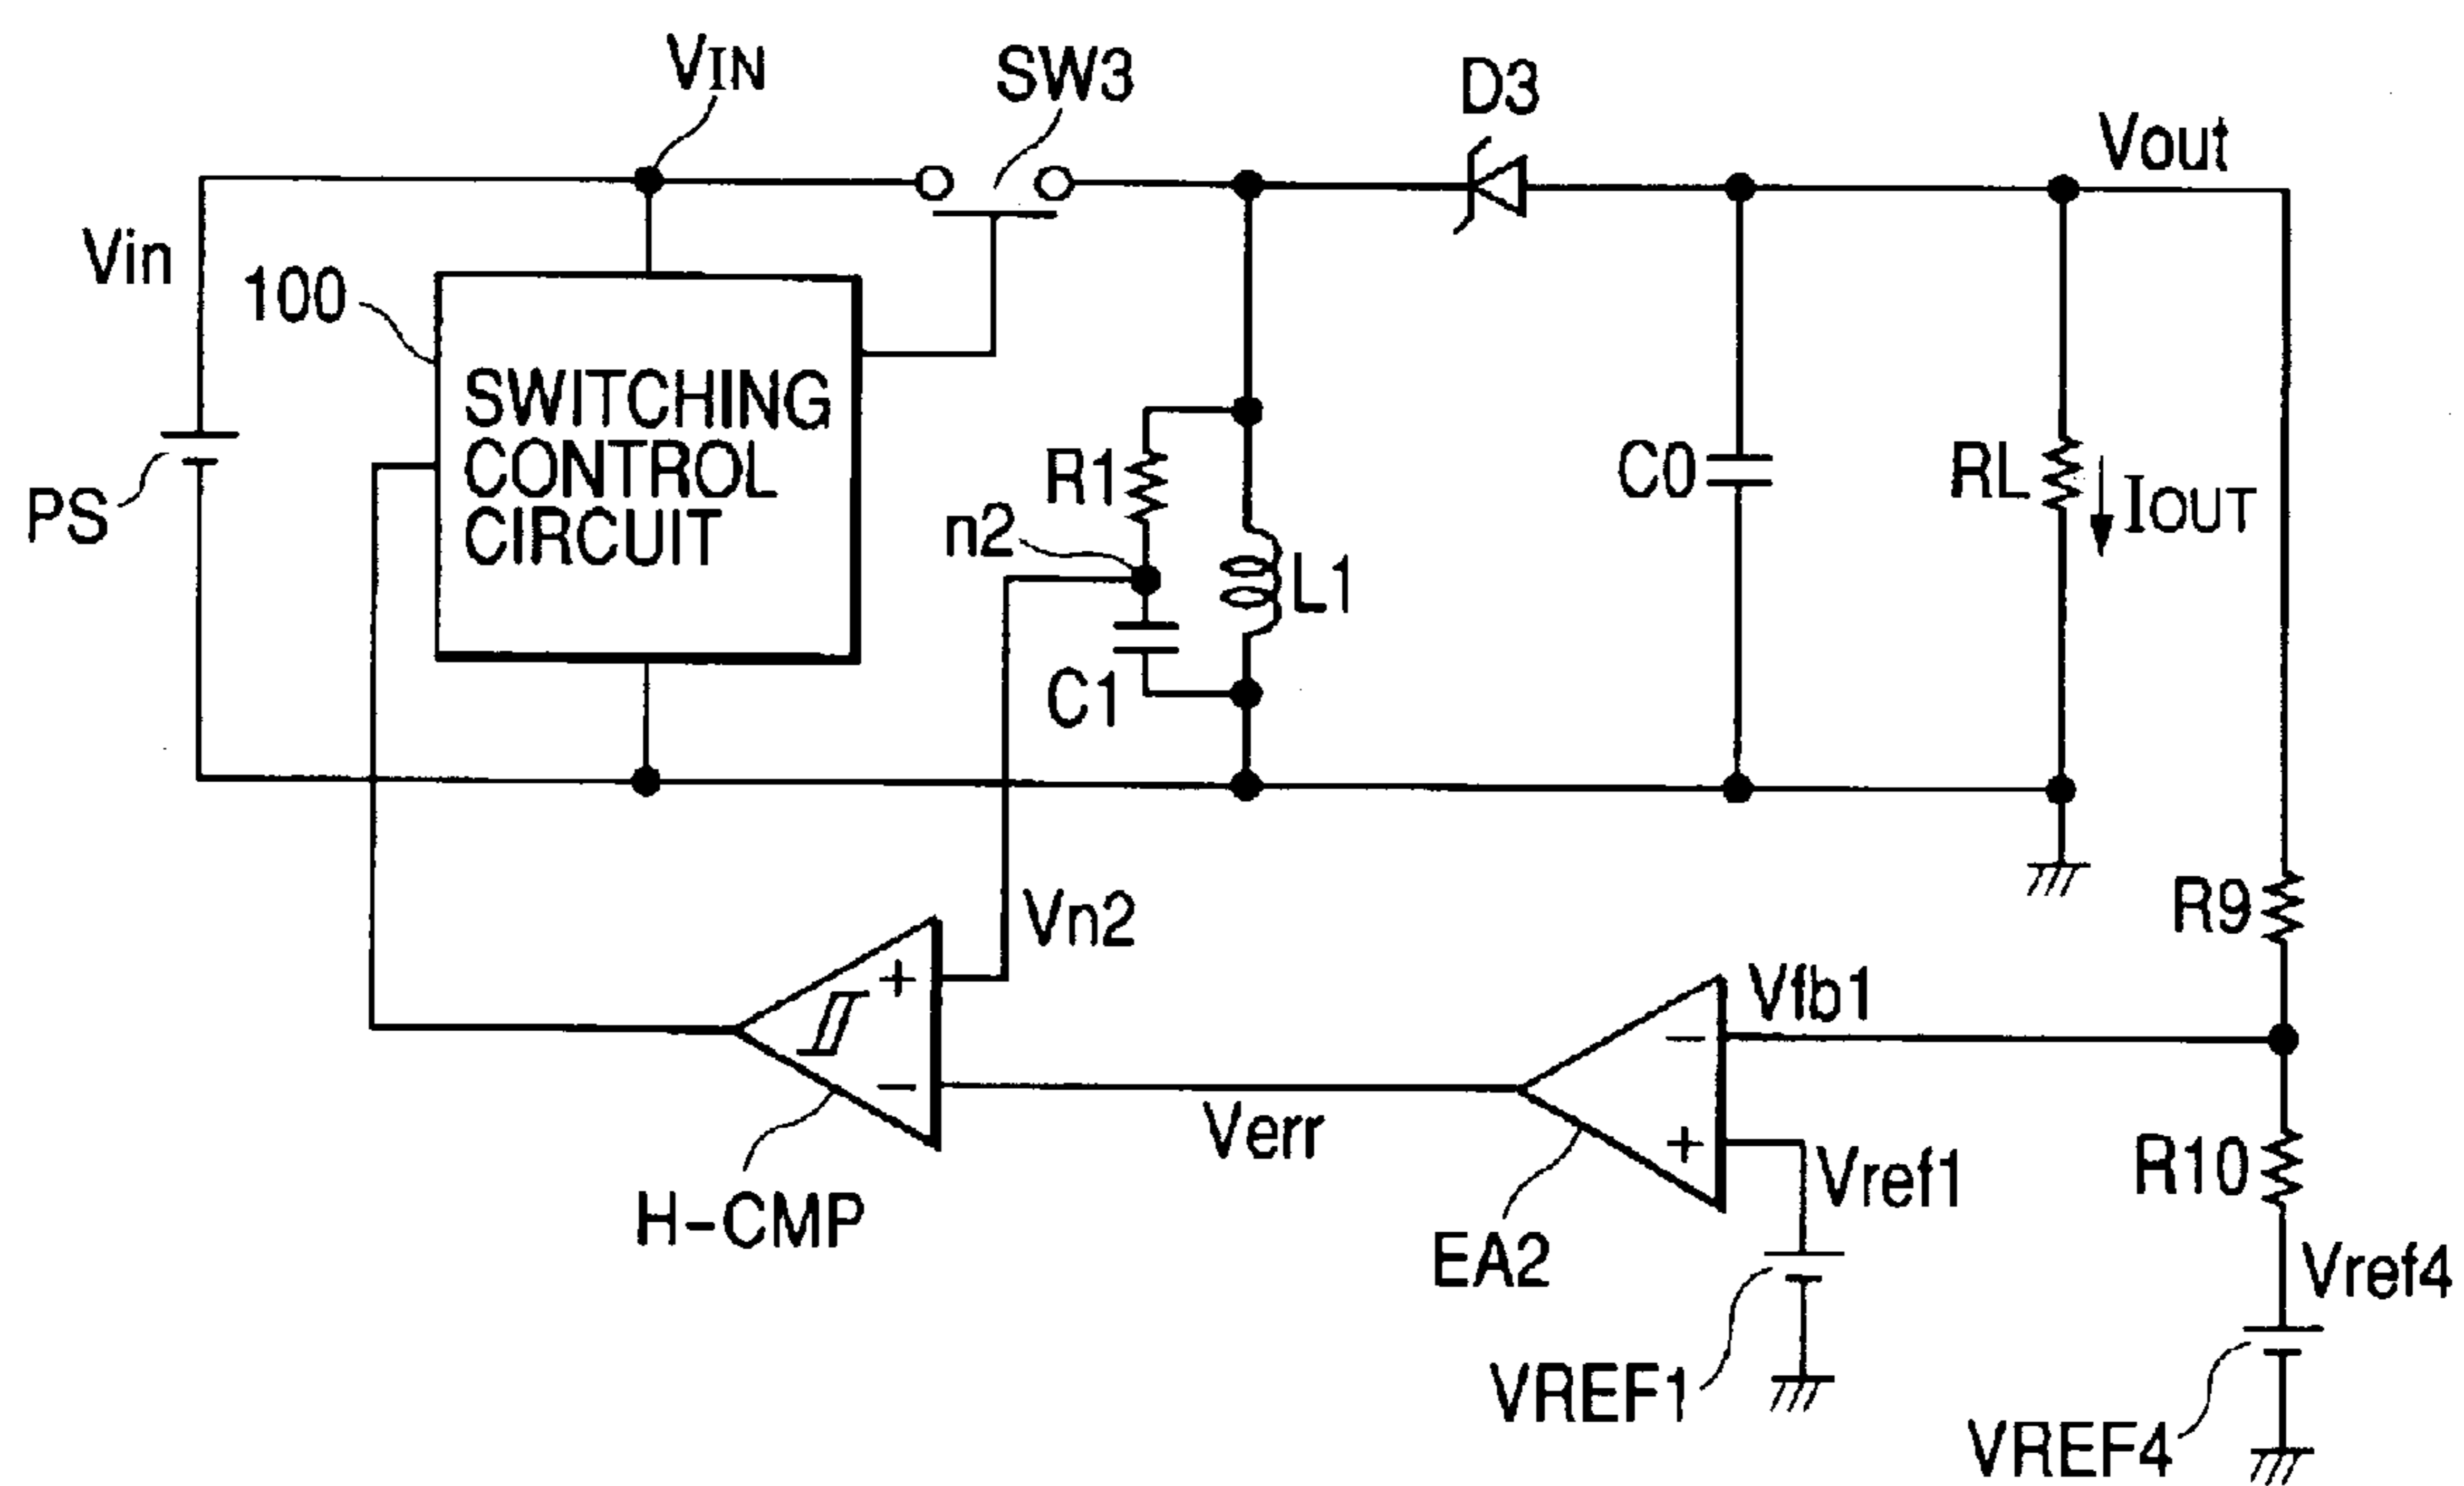 VIN
SW3
D3
Vout
Vin
100
SWITCHING
CONTROL
CIRCUIT
PS
R1
n2
L1
C1
C0
RL
IOUT
Vn2
+
−
H-CMP
Verr
Vfb1
−
+
EA2
Vref1
VREF1
R9
R10
Vref4
VREF4